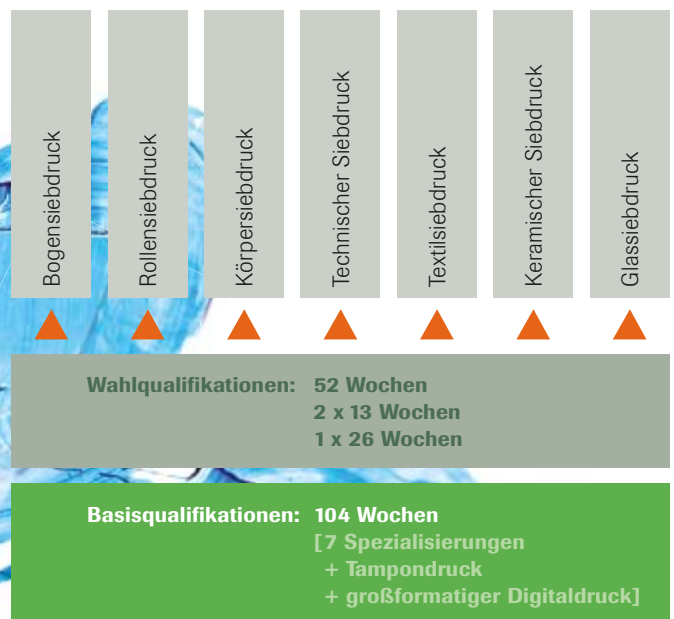 Bogensiebdruck
Rollensiebdruck
Körpersiebdruck
Technischer Siebdruck
Textilsiebdruck
Keramischer Siebdruck
Glassiebdruck
Wahlqualifikationen: 52 Wochen
2 x 13 Wochen
1 x 26 Wochen
Basisqualifikationen: 104 Wochen
[7 Spezialisierungen
+ Tampondruck
+ großformatiger Digitaldruck]